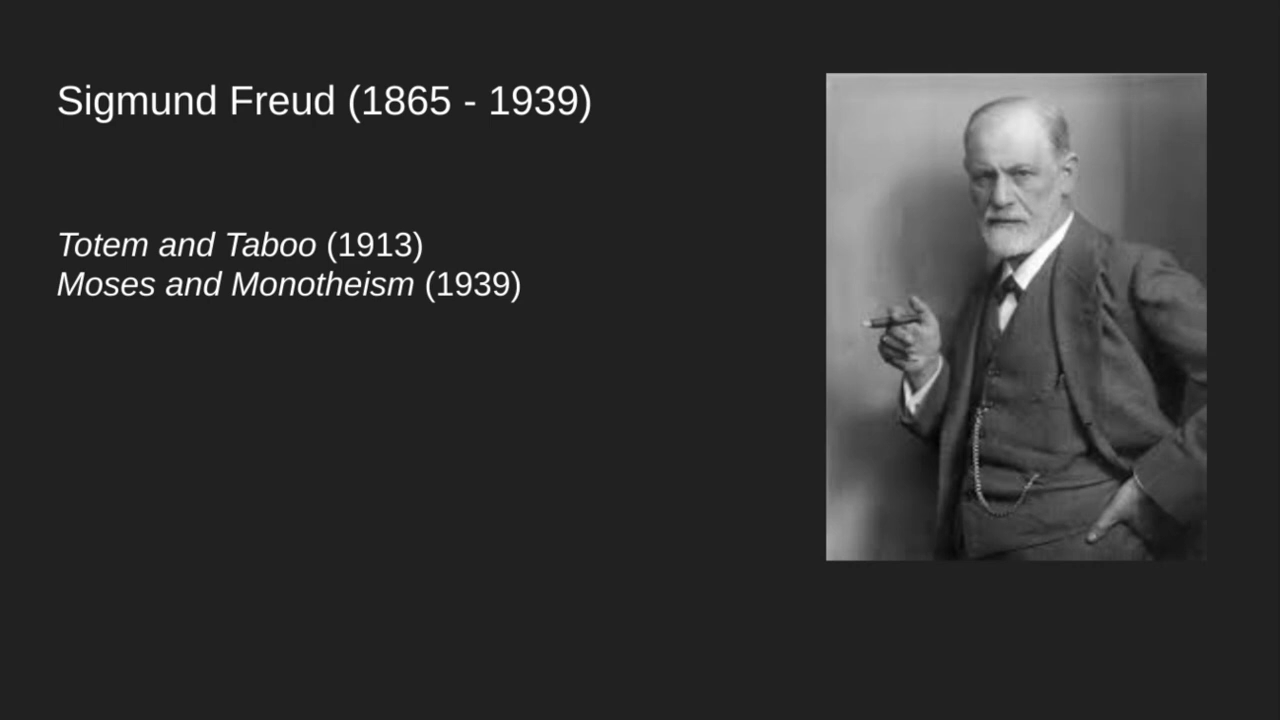 Sigmund Freud (1865 - 1939)
Totem and Taboo (1913)
Moses and Monotheism (1939)